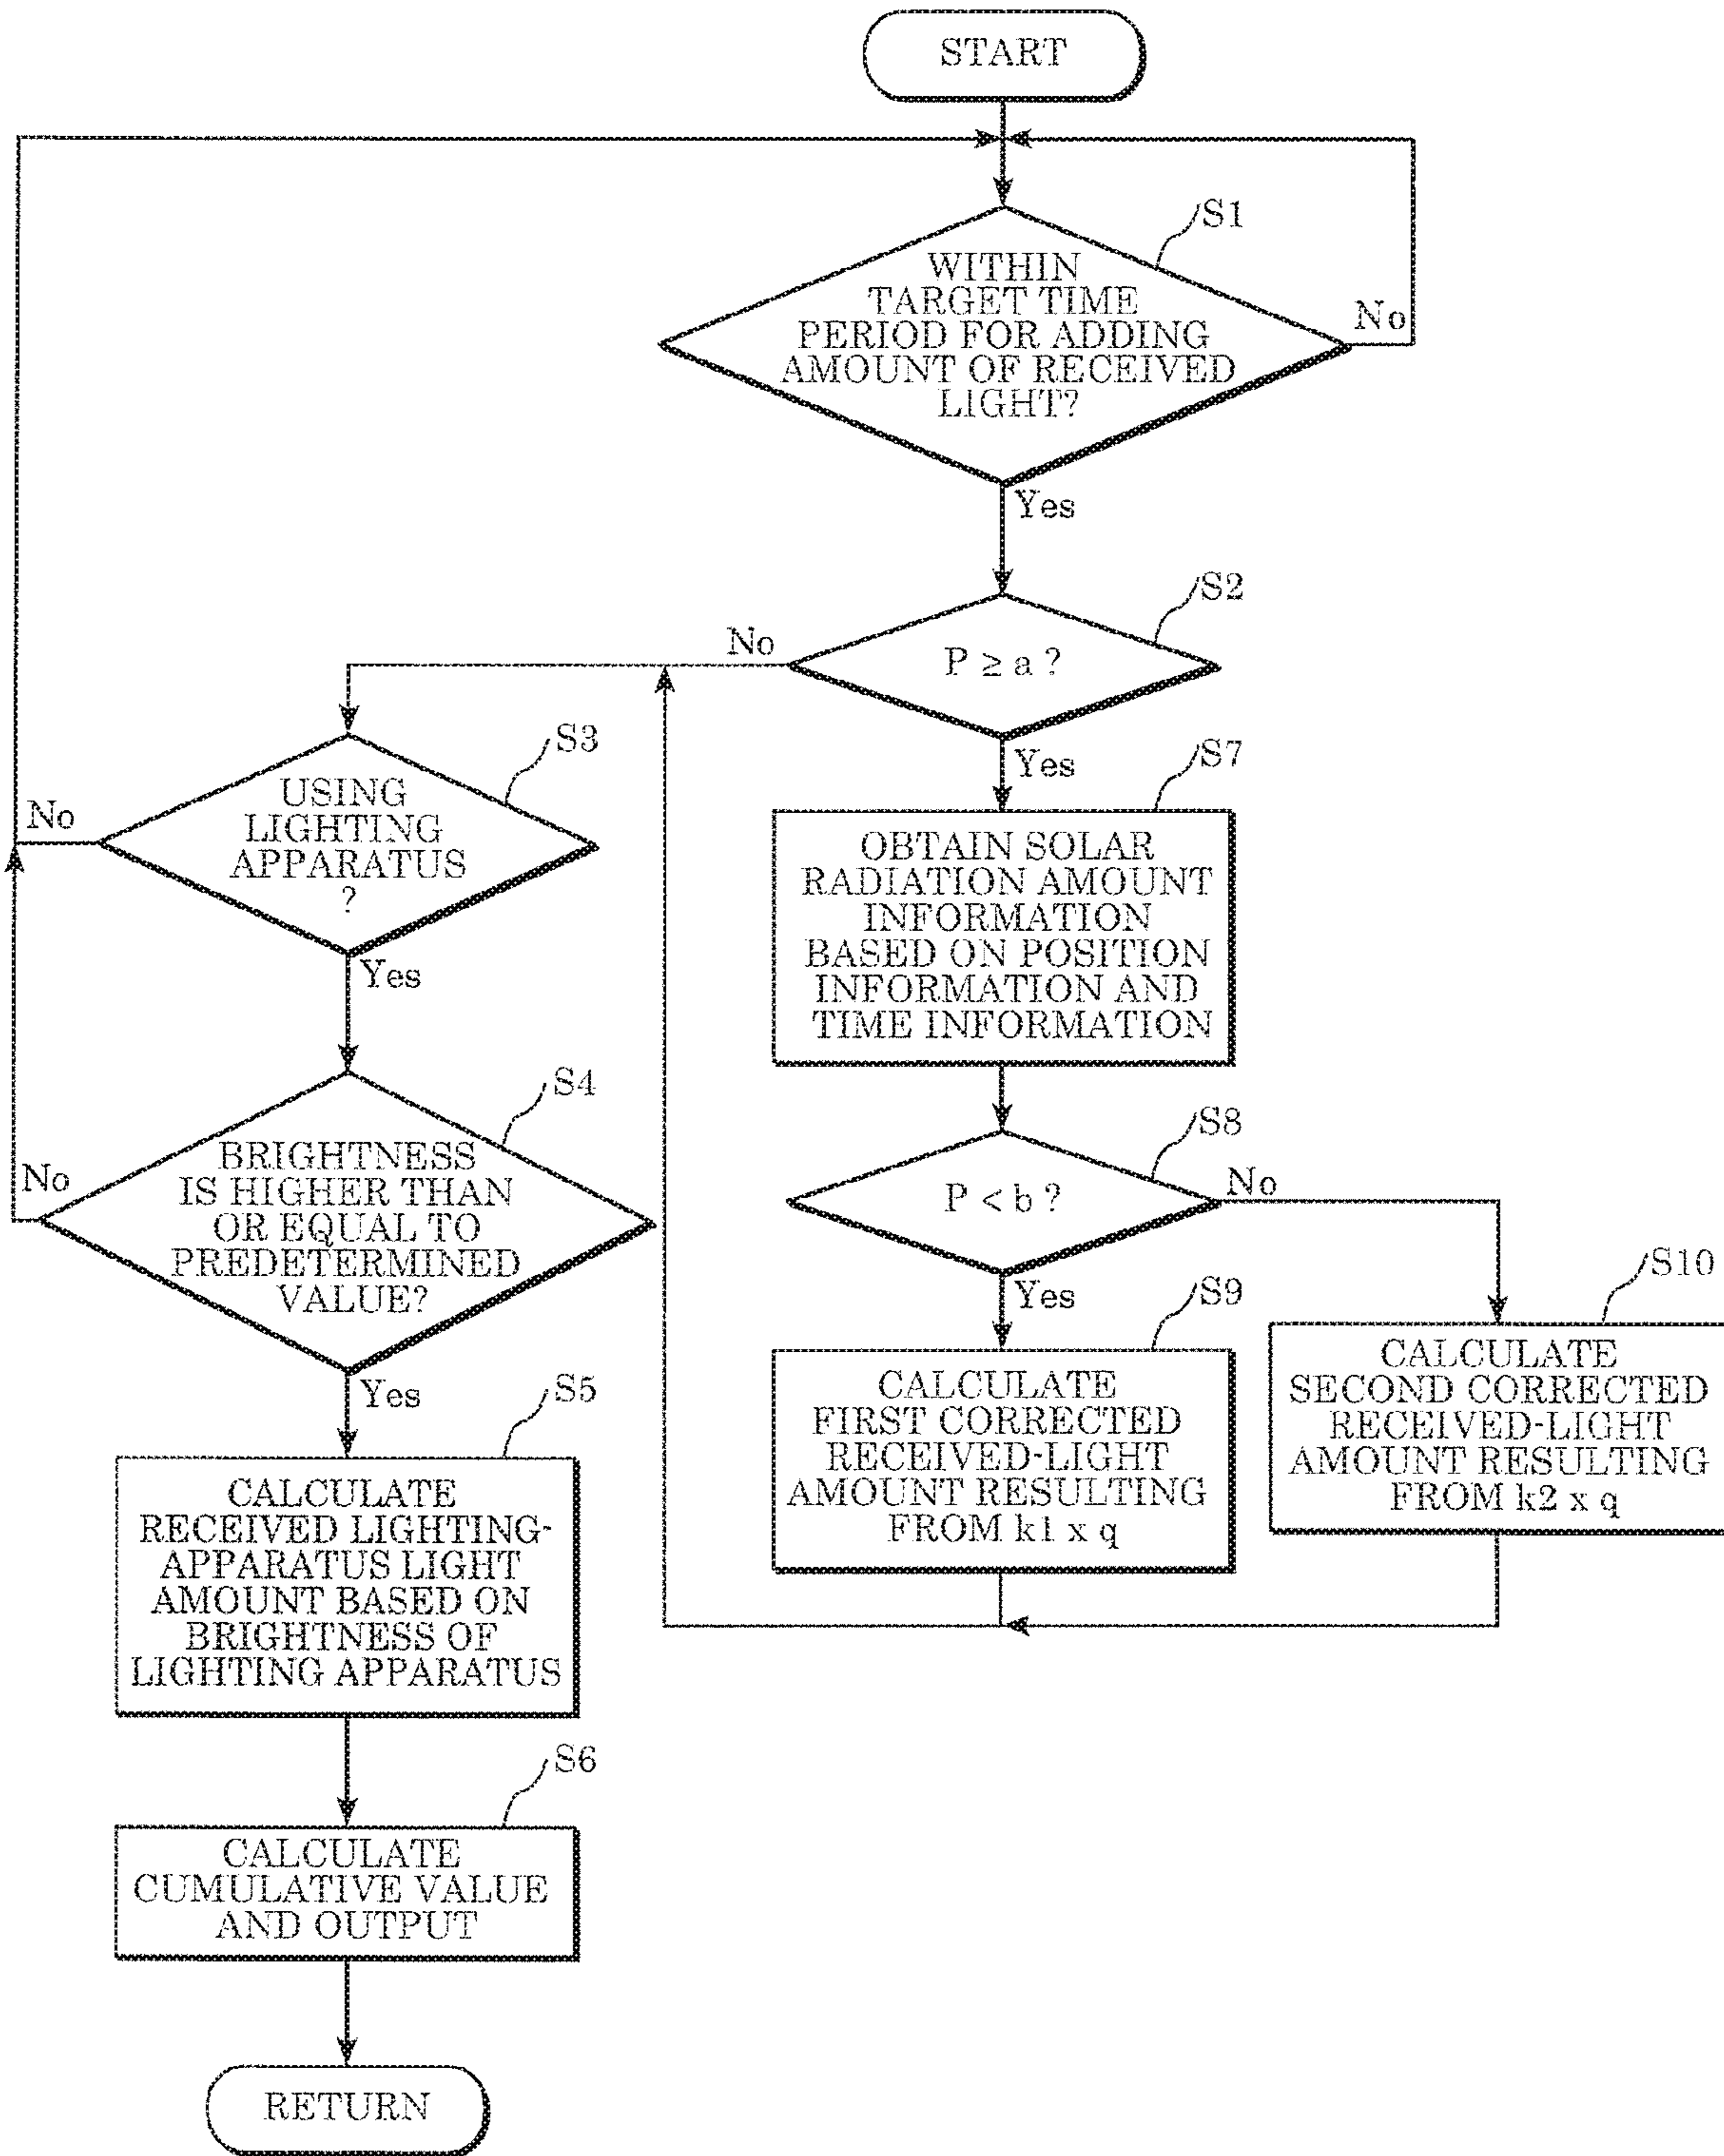 START
S1
WITHIN
TARGET TIME
PERIOD FOR ADDING
AMOUNT OF RECEIVED
LIGHT?
No
Yes
S2
P ≥ a ?
No
Yes
S3
USING
LIGHTING
APPARATUS
?
No
Yes
S4
BRIGHTNESS
IS HIGHER THAN
OR EQUAL TO
PREDETERMINED
VALUE?
No
Yes
S5
CALCULATE
RECEIVED LIGHTING-
APPARATUS LIGHT
AMOUNT BASED ON
BRIGHTNESS OF
LIGHTING APPARATUS
S6
CALCULATE
CUMULATIVE VALUE
AND OUTPUT
RETURN
S7
OBTAIN SOLAR
RADIATION AMOUNT
INFORMATION
BASED ON POSITION
INFORMATION AND
TIME INFORMATION
S8
P < b ?
No
Yes
S9
CALCULATE
FIRST CORRECTED
RECEIVED-LIGHT
AMOUNT RESULTING
FROM k1 x q
S10
CALCULATE
SECOND CORRECTED
RECEIVED-LIGHT
AMOUNT RESULTING
FROM k2 x q